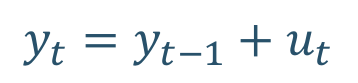 yₜ = yₜ₋₁ + uₜ